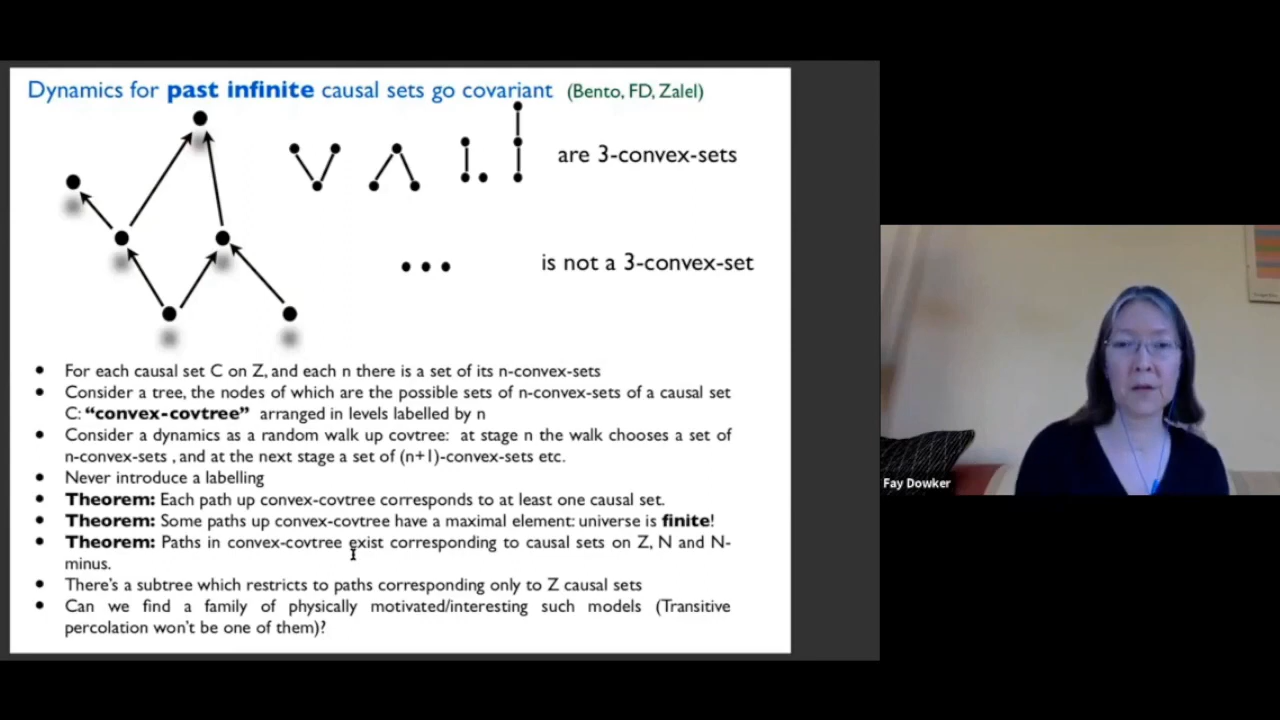 Dynamics for past infinite causal sets go covariant (Bento, FD, Zalel)
are 3-convex-sets
is not a 3-convex-set
• For each causal set C on Z, and each n there is a set of its n-convex-sets
• Consider a tree, the nodes of which are the possible sets of n-convex-sets of a causal set
C: “convex-covtree” arranged in levels labelled by n
• Consider a dynamics as a random walk up covtree: at stage n the walk chooses a set of
n-convex-sets , and at the next stage a set of (n+1)-convex-sets etc.
• Never introduce a labelling
• Theorem: Each path up convex-covtree corresponds to at least one causal set.
• Theorem: Some paths up convex-covtree have a maximal element: universe is finite!
• Theorem: Paths in convex-covtree exist corresponding to causal sets on Z, N and N-
minus.
• There's a subtree which restricts to paths corresponding only to Z causal sets
• Can we find a family of physically motivated/interesting such models (Transitive
percolation won't be one of them)?
Fay Dowker